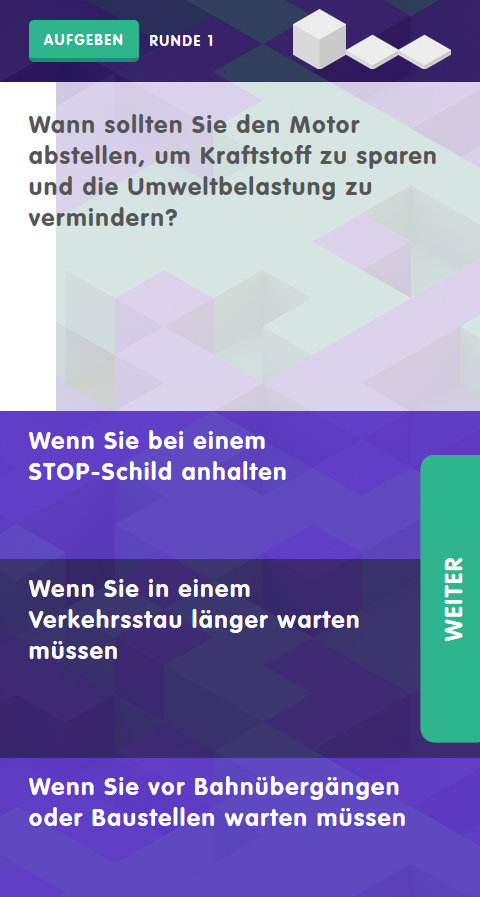 AUFGEBEN RUNDE 1
Wann sollten Sie den Motor
abstellen, um Kraftstoff zu sparen
und die Umweltbelastung zu
vermindern?
Wenn Sie bei einem
STOP-Schild anhalten
WEITER
Wenn Sie in einem
Verkehrsstau länger warten
müssen
Wenn Sie vor Bahnübergängen
oder Baustellen warten müssen